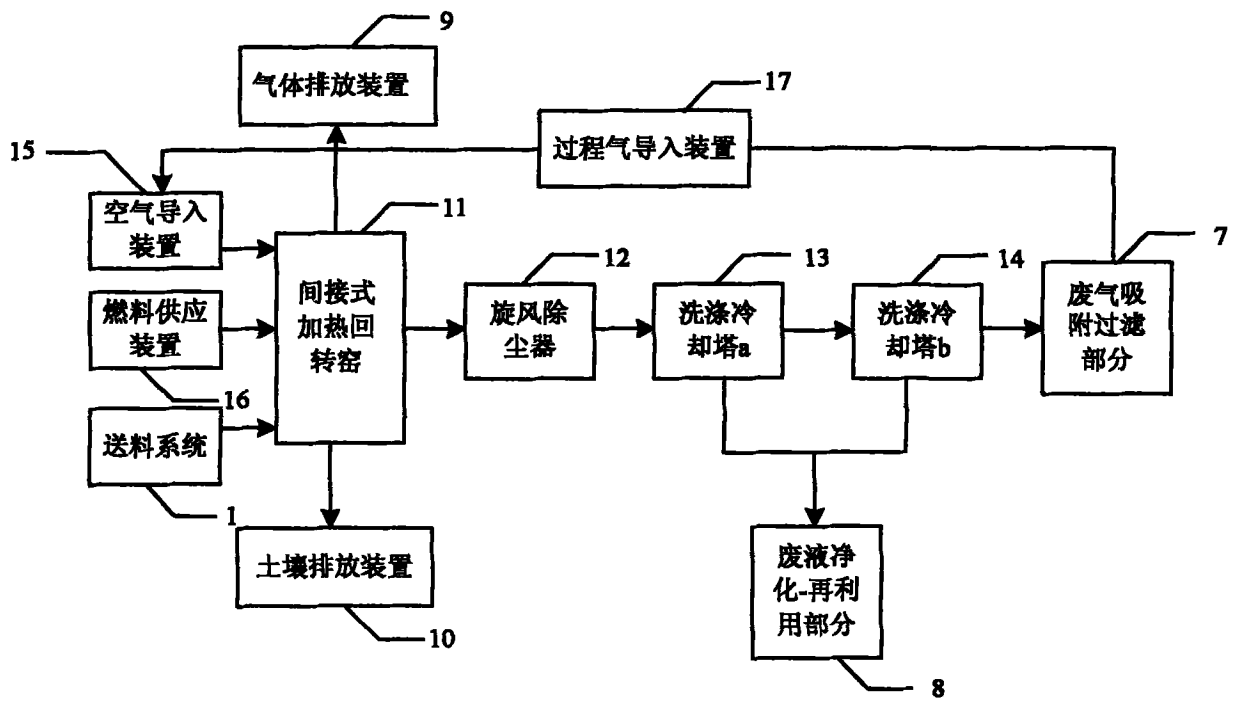 9
气体排放装置
17
过程气导入装置
15
空气导入
装置
11
间接式
加热回
转窑
12
旋风除
尘器
13
洗涤冷
却塔a
14
洗涤冷
却塔b
7
废气吸
附过滤
部分
燃料供应
装置
16
送料系统
1
土壤排放装置
10
废液净
化-再利
用部分
8